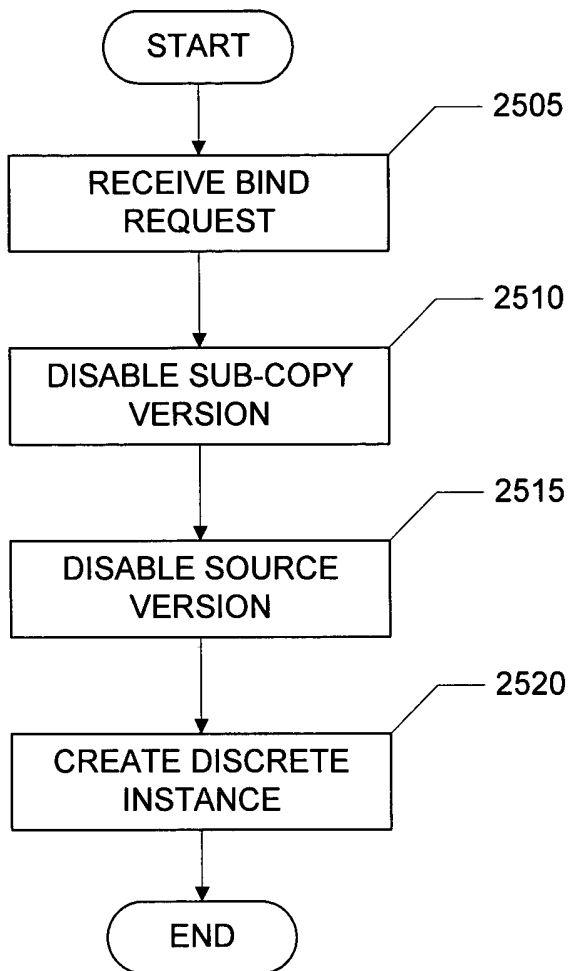 START
2505
RECEIVE BIND
REQUEST
2510
DISABLE SUB-COPY
VERSION
2515
DISABLE SOURCE
VERSION
2520
CREATE DISCRETE
INSTANCE
END